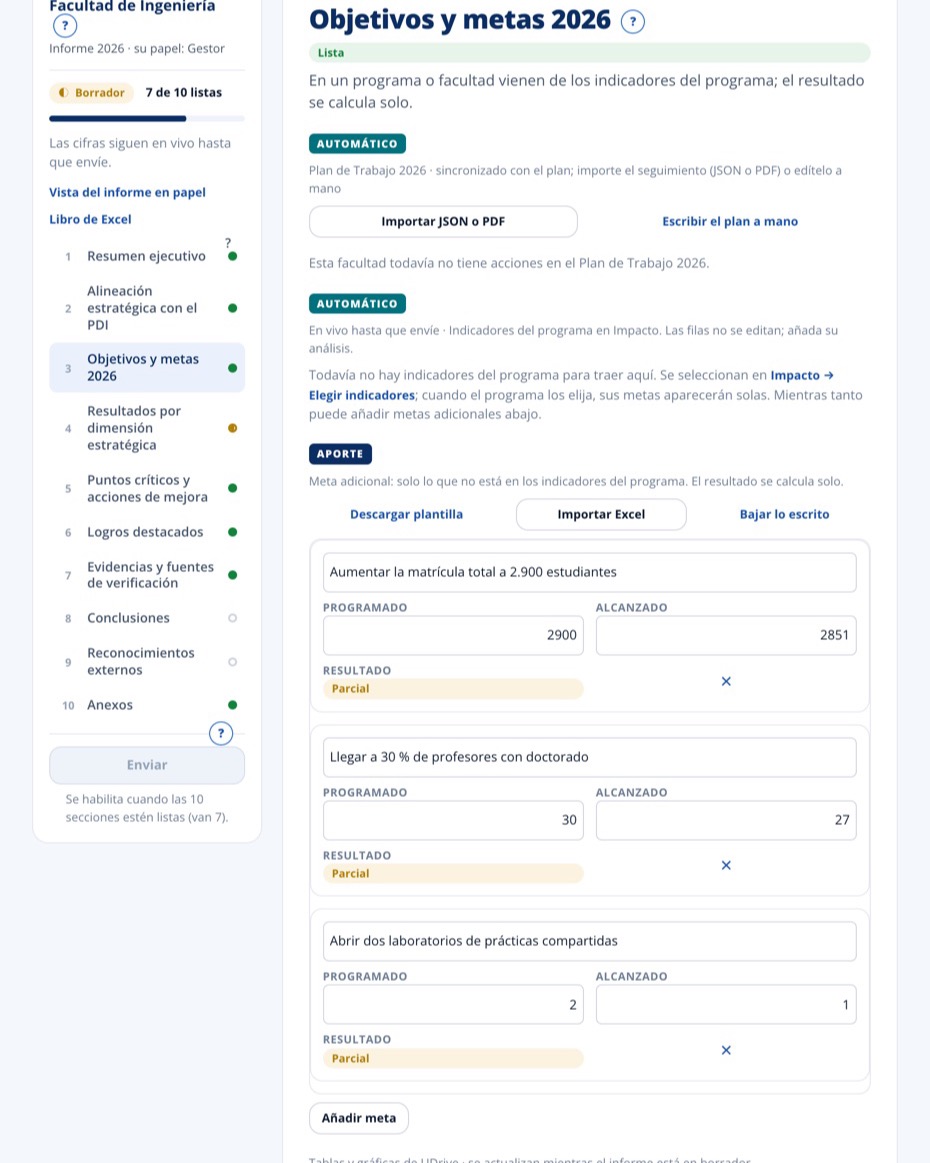 Facultad de Ingeniería
?
Informe 2026 · su papel: Gestor
Borrador 7 de 10 listas
Las cifras siguen en vivo hasta
que envíe.
Vista del informe en papel
Libro de Excel
?
1 Resumen ejecutivo
2 Alineación
estratégica con el
PDI
3 Objetivos y metas
2026
4 Resultados por
dimensión
estratégica
5 Puntos críticos y
acciones de mejora
6 Logros destacados
7 Evidencias y fuentes
de verificación
8 Conclusiones
9 Reconocimientos
externos
10 Anexos
?
Enviar
Se habilita cuando las 10
secciones estén listas (van 7).
Objetivos y metas 2026 ?
Lista
En un programa o facultad vienen de los indicadores del programa; el resultado
se calcula solo.
AUTOMÁTICO
Plan de Trabajo 2026 · sincronizado con el plan; importe el seguimiento (JSON o PDF) o edítelo a
mano
Importar JSON o PDF Escribir el plan a mano
Esta facultad todavía no tiene acciones en el Plan de Trabajo 2026.
AUTOMÁTICO
En vivo hasta que envíe · Indicadores del programa en Impacto. Las filas no se editan; añada su
análisis.
Todavía no hay indicadores del programa para traer aquí. Se seleccionan en Impacto →
Elegir indicadores; cuando el programa los elija, sus metas aparecerán solas. Mientras tanto
puede añadir metas adicionales abajo.
APORTE
Meta adicional: solo lo que no está en los indicadores del programa. El resultado se calcula solo.
Descargar plantilla Importar Excel Bajar lo escrito
Aumentar la matrícula total a 2.900 estudiantes
PROGRAMADO ALCANZADO
2900 2851
RESULTADO
Parcial ×
Llegar a 30 % de profesores con doctorado
PROGRAMADO ALCANZADO
30 27
RESULTADO
Parcial ×
Abrir dos laboratorios de prácticas compartidas
PROGRAMADO ALCANZADO
2 1
RESULTADO
Parcial ×
Añadir meta
Tablas y gráficas de UDrive · se actualizan mientras el informe está en borrador